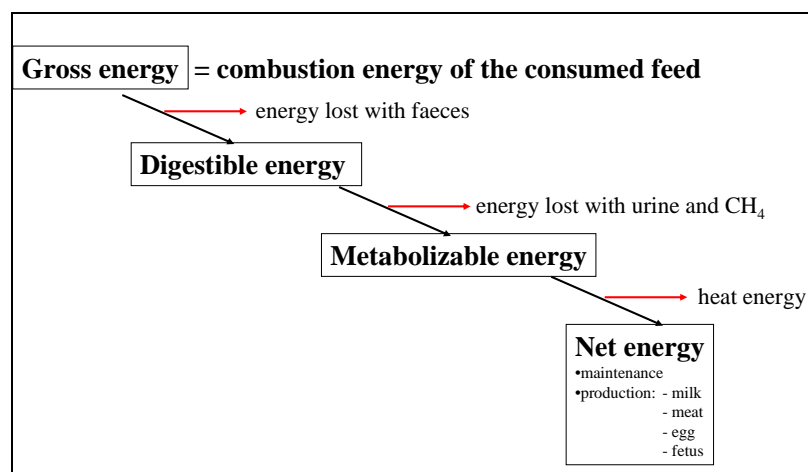 Gross energy = combustion energy of the consumed feed
energy lost with faeces
Digestible energy
energy lost with urine and CH₄
Metabolizable energy
heat energy
Net energy
•maintenance
•production: - milk
- meat
- egg
- fetus